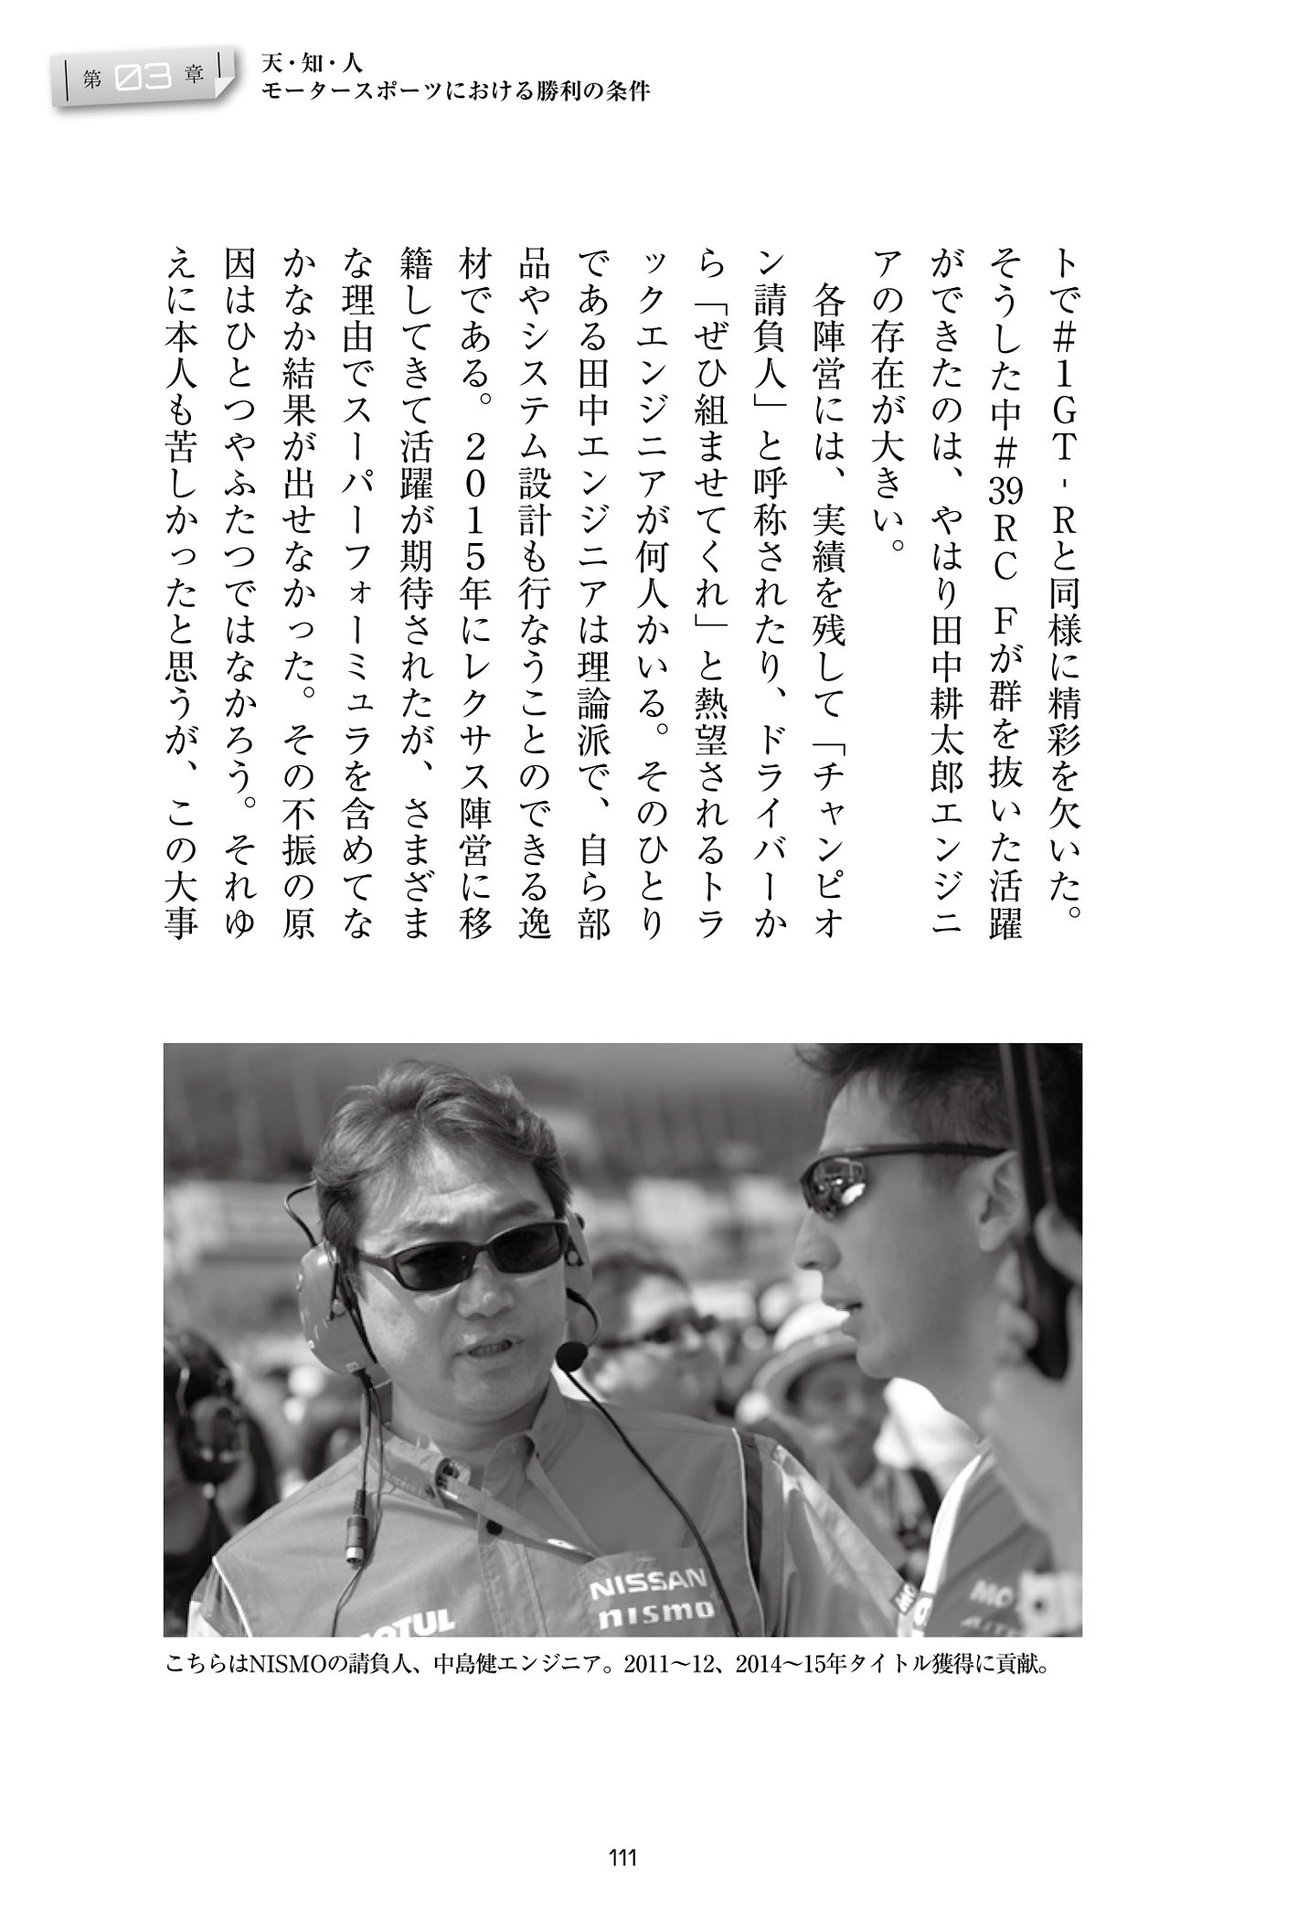 第03章
天・知・人
モータースポーツにおける勝利の条件
トで＃１ＧＴ‐Ｒと同様に精彩を欠いた。
そうした中＃39ＲＣ Ｆが群を抜いた活躍
ができたのは、やはり田中耕太郎エンジニ
アの存在が大きい。
　各陣営には、実績を残して「チャンピオ
ン請負人」と呼称されたり、ドライバーか
ら「ぜひ組ませてくれ」と熱望されるトラ
ックエンジニアが何人かいる。そのひとり
である田中エンジニアは理論派で、自ら部
品やシステム設計も行なうことのできる逸
材である。２０１５年にレクサス陣営に移
籍してきて活躍が期待されたが、さまざま
な理由でスーパーフォーミュラを含めてな
かなか結果が出せなかった。その不振の原
因はひとつやふたつではなかろう。それゆ
えに本人も苦しかったと思うが、この大事
NISSAN
nismo
こちらはNISMOの請負人、中島健エンジニア。2011〜12、2014〜15年タイトル獲得に貢献。
111